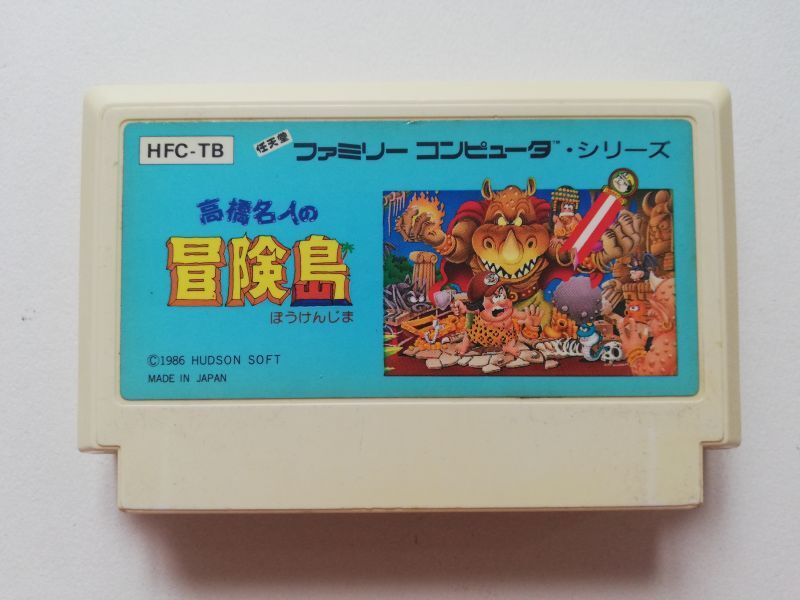 HFC-TB
任天堂 ファミリー コンピュータ™・シリーズ
高橋名人の
冒険島
ぼうけんじま
©1986 HUDSON SOFT
MADE IN JAPAN